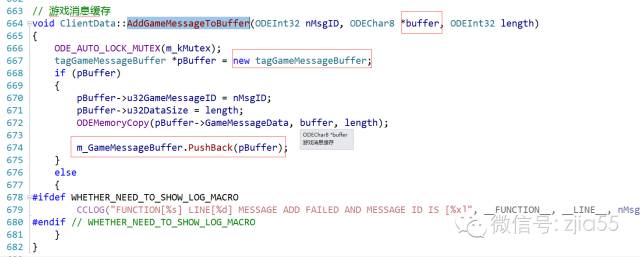 663 // 游戏消息缓存
664 void ClientData::AddGameMessageToBuffer(ODEInt32 nMsgID, ODEChar8 *buffer, ODEInt32 length)
665 {
666 ODE_AUTO_LOCK_MUTEX(m_kMutex);
667 tagGameMessageBuffer *pBuffer = new tagGameMessageBuffer;
668 if (pBuffer)
669 {
670 pBuffer->u32GameMessageID = nMsgID;
671 pBuffer->u32DataSize = length;
672 ODEMemoryCopy(pBuffer->GameMessageData, buffer, length);
673
ODEChar8 *buffer
游戏消息缓存
674 m_GameMessageBuffer.PushBack(pBuffer);
675 }
676 else
677 {
678 #ifdef WHETHER_NEED_TO_SHOW_LOG_MACRO
679 CCLOG("FUNCTION[%s] LINE[%d] MESSAGE ADD FAILED AND MESSAGE ID IS [%x]", __FUNCTION__, __LINE__, nMsg
680 #endif // WHETHER_NEED_TO_SHOW_LOG_MACRO
681 }
682 }
微信号: zjia55